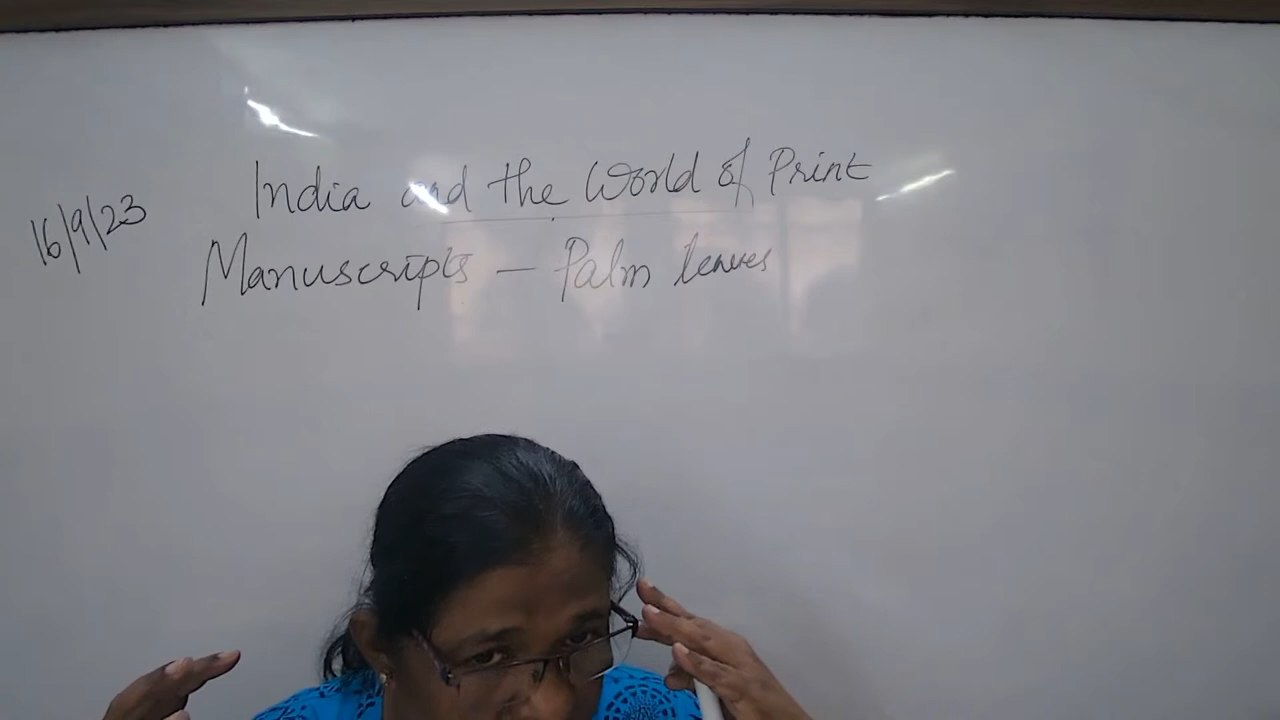 India and the World of Print
16/9/23
Manuscripts — Palm leaves